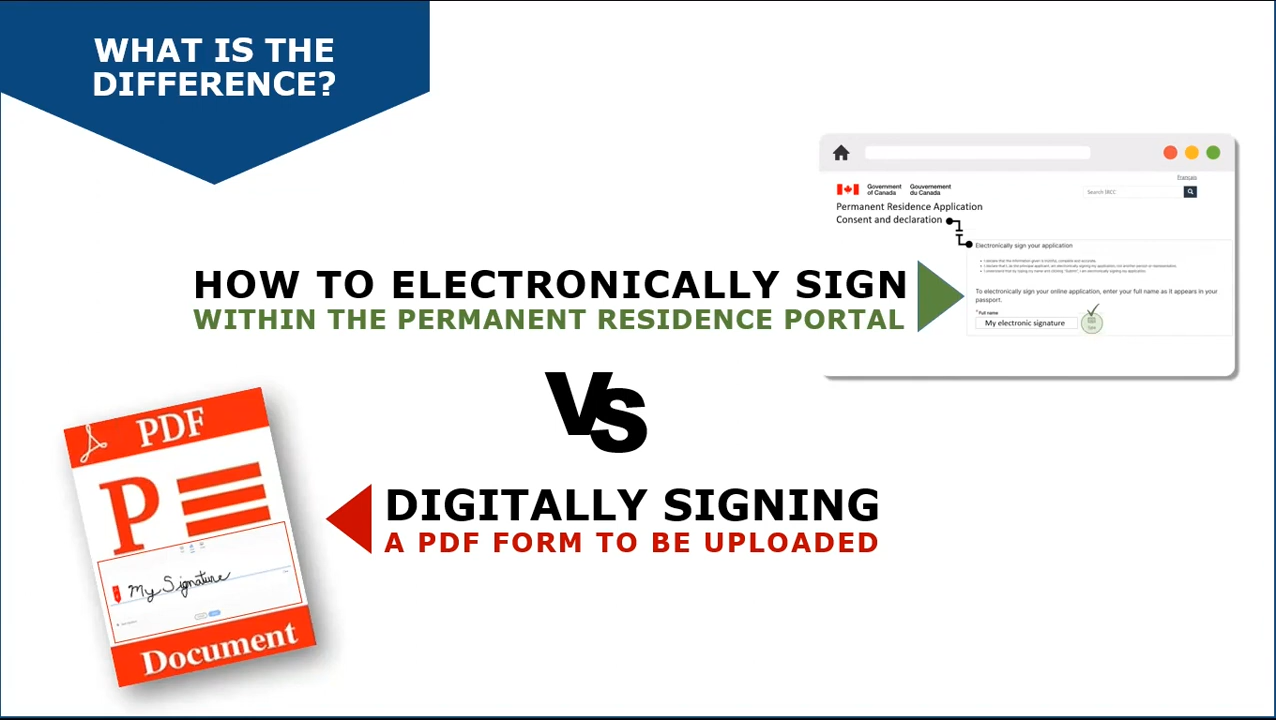 WHAT IS THE
DIFFERENCE?
Français
Government
of Canada
Gouvernement
du Canada
Search IRCC
Permanent Residence Application
Consent and declaration
Electronically sign your application
To electronically sign your online application, enter your full name as it appears in your
passport.
* Full name
My electronic signature
HOW TO ELECTRONICALLY SIGN
WITHIN THE PERMANENT RESIDENCE PORTAL
VS
PDF
P
My Signature
Document
DIGITALLY SIGNING
A PDF FORM TO BE UPLOADED